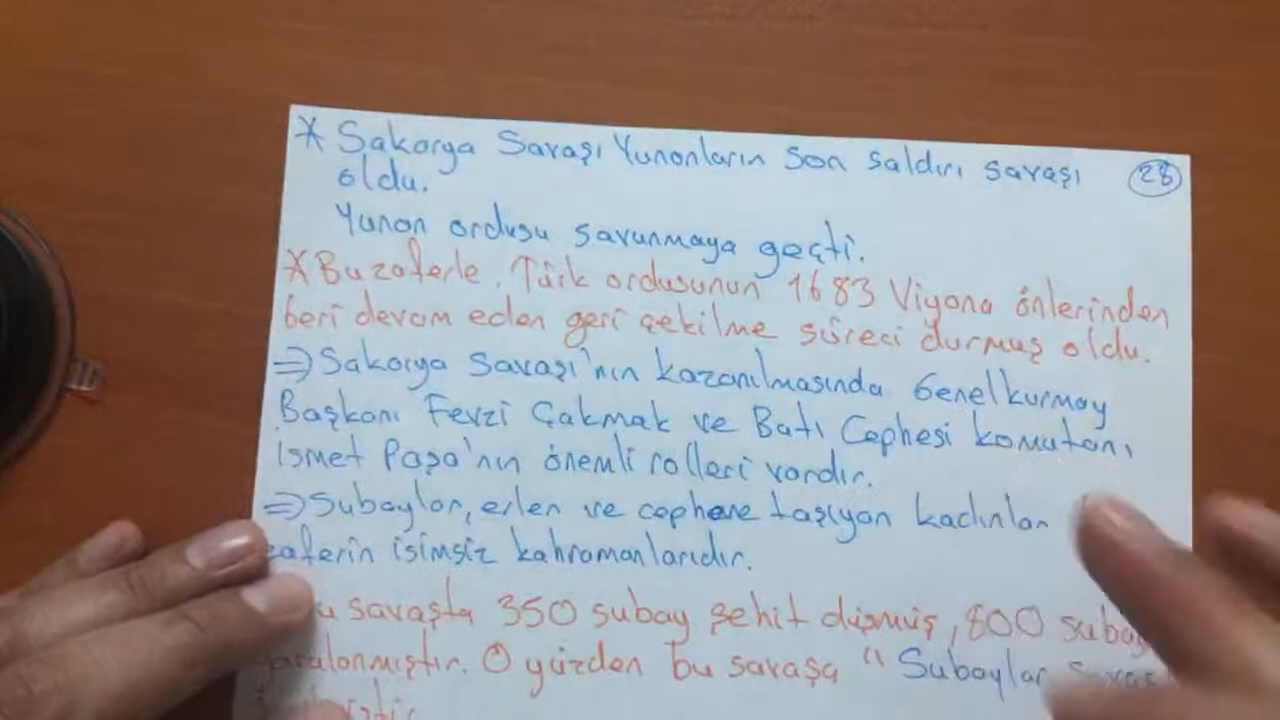 * Sakarya Savaşı Yunanların son saldırı savaşı
28
oldu.
Yunan ordusu savunmaya geçti.
* Bu zaferle, Türk ordusunun 1683 Viyana önlerinden
beri devam eden geri çekilme süreci durmuş oldu.
⇒ Sakarya Savaşı'nın kazanılmasında Genelkurmay
Başkanı Fevzi Çakmak ve Batı Cephesi komutanı
İsmet Paşa'nın önemli rolleri vardır.
⇒ Subaylar, erler ve cephane taşıyan kadınlar
zaferin isimsiz kahramanlarıdır.
savaşta 350 subay şehit düşmüş, 800 subay
yaralanmıştır. O yüzden bu savaşa "Subaylar